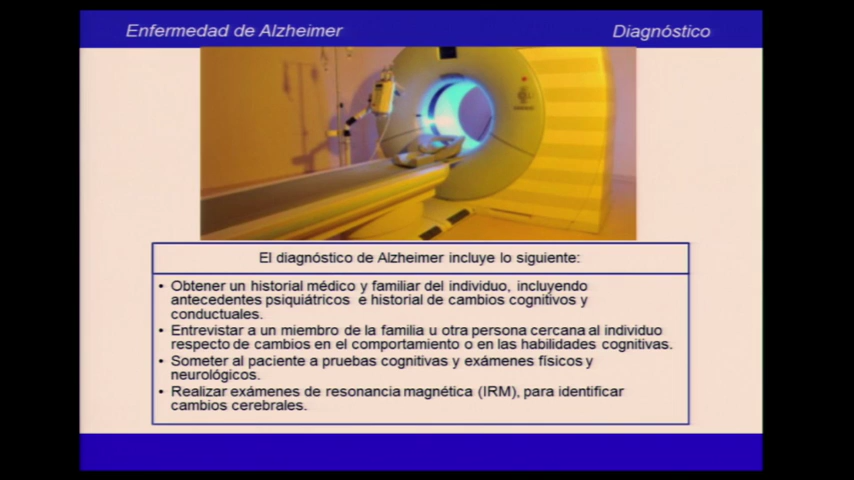 Enfermedad de Alzheimer
Diagnóstico
El diagnóstico de Alzheimer incluye lo siguiente:
• Obtener un historial médico y familiar del individuo, incluyendo
antecedentes psiquiátricos e historial de cambios cognitivos y
conductuales.
• Entrevistar a un miembro de la familia u otra persona cercana al individuo
respecto de cambios en el comportamiento o en las habilidades cognitivas.
• Someter al paciente a pruebas cognitivas y exámenes físicos y
neurológicos.
• Realizar exámenes de resonancia magnética (IRM), para identificar
cambios cerebrales.